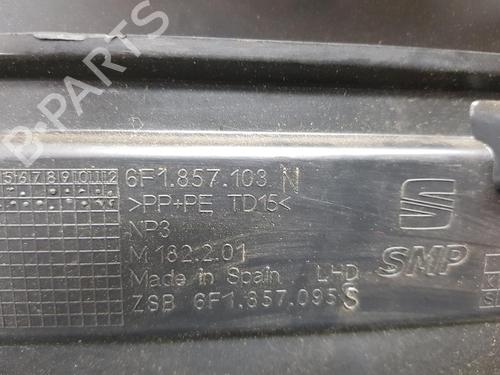 B-PARTS
5 6 7 8 9 10 11 12
6F1.857.103 N
>PP+PE TD15<
NP3
M 182.2.01
Made in Spain LHD
ZSB 6F1.857.095 S
S
SMP